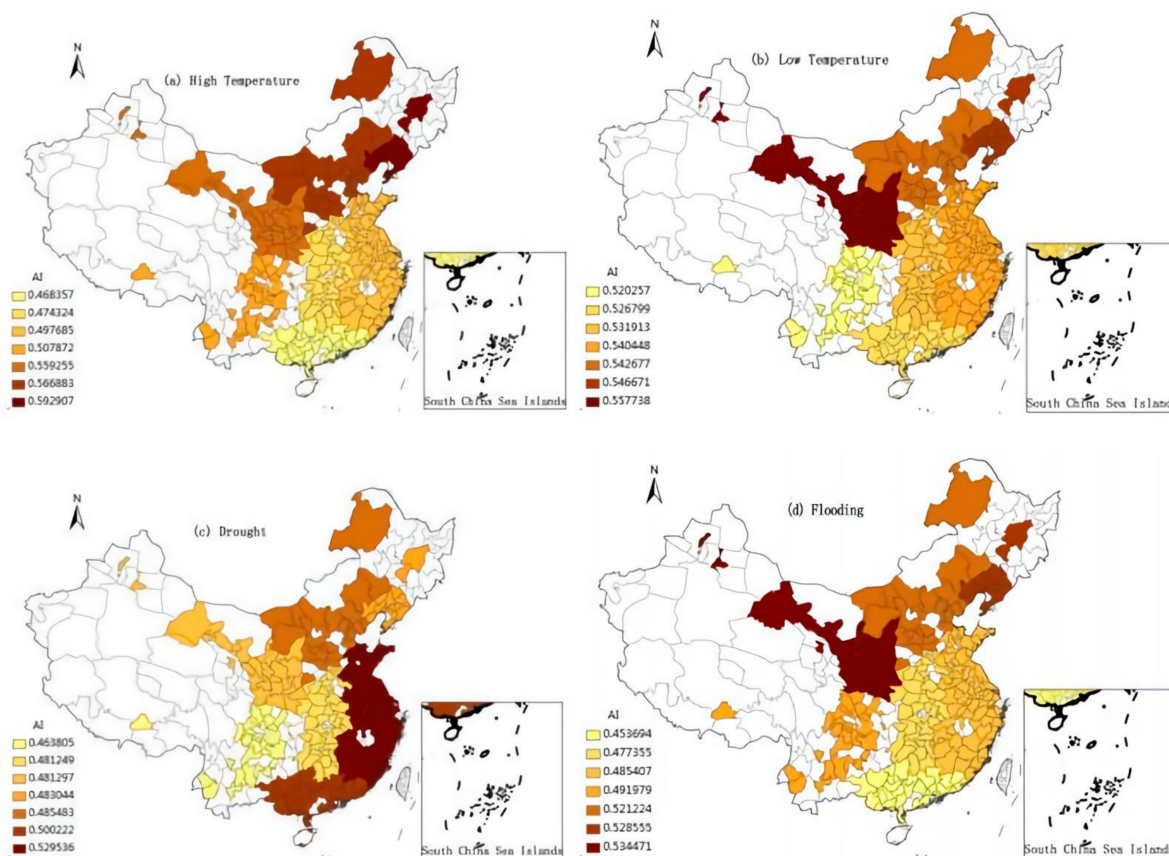 N
(a) High Temperature
AI
0.468357
0.474324
0.497685
0.507872
0.559255
0.566883
0.592907
South China Sea Islands
N
(b) Low Temperature
AI
0.520257
0.526799
0.531913
0.540448
0.542677
0.546671
0.557738
South China Sea Island
N
(c) Drought
AI
0.463805
0.481249
0.481297
0.483044
0.485483
0.500222
0.529536
South China Sea Islands
N
(d) Flooding
AI
0.453694
0.477355
0.485407
0.491979
0.521224
0.528555
0.534471
South China Sea Islands